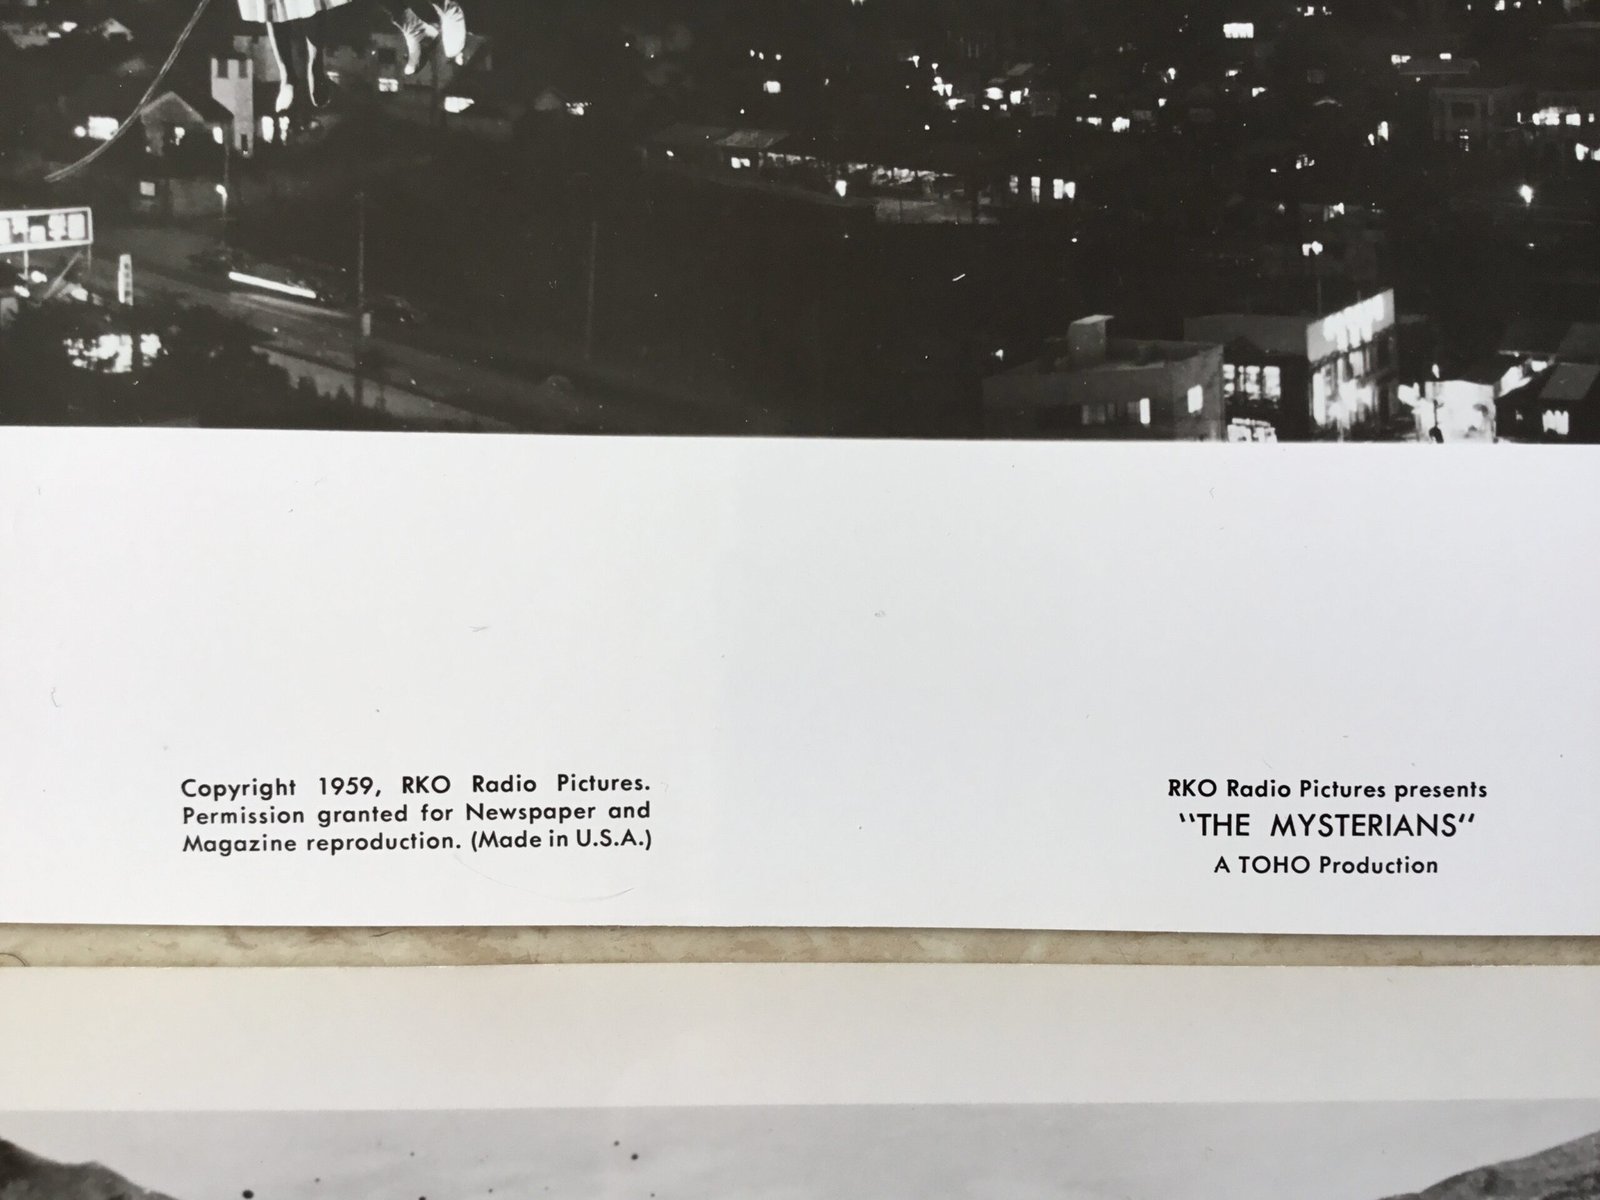 Copyright 1959, RKO Radio Pictures.
Permission granted for Newspaper and
Magazine reproduction. (Made in U.S.A.)
RKO Radio Pictures presents
"THE MYSTERIANS"
A TOHO Production